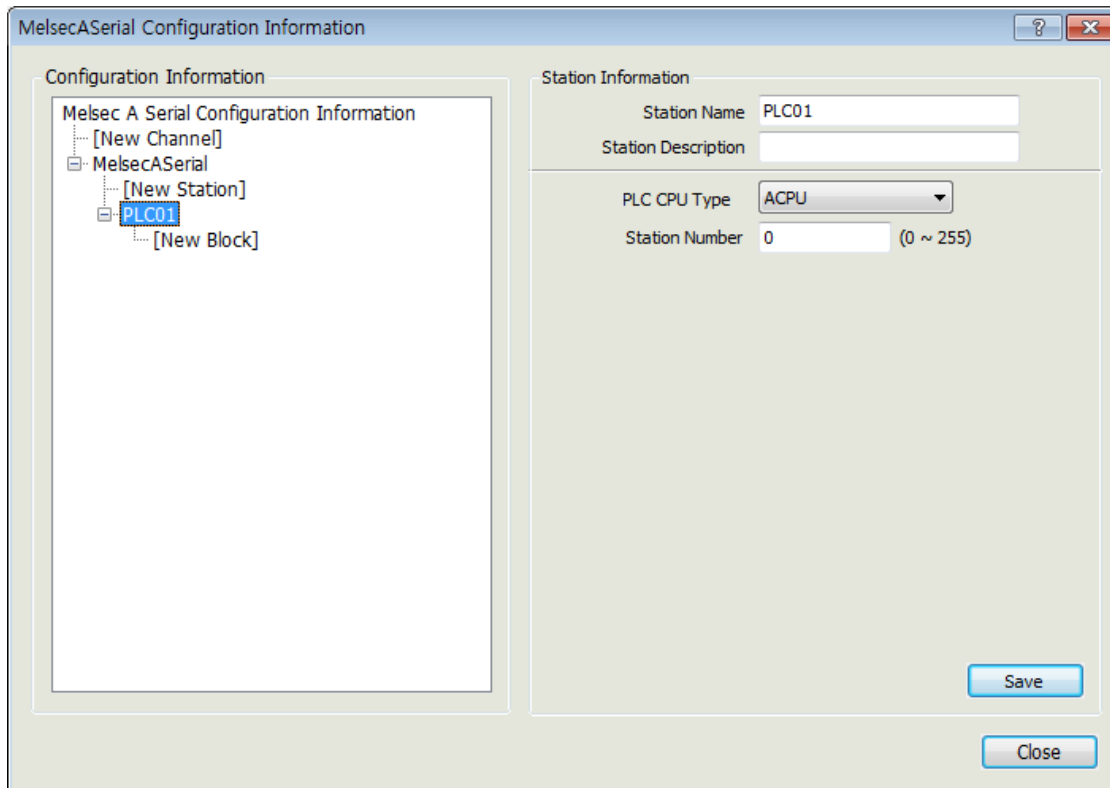 MelsecASerial Configuration Information
Configuration Information
Melsec A Serial Configuration Information
[New Channel]
MelsecASerial
[New Station]
PLC01
[New Block]
Station Information
Station Name PLC01
Station Description
PLC CPU Type ACPU
Station Number 0 (0 ~ 255)
Save
Close